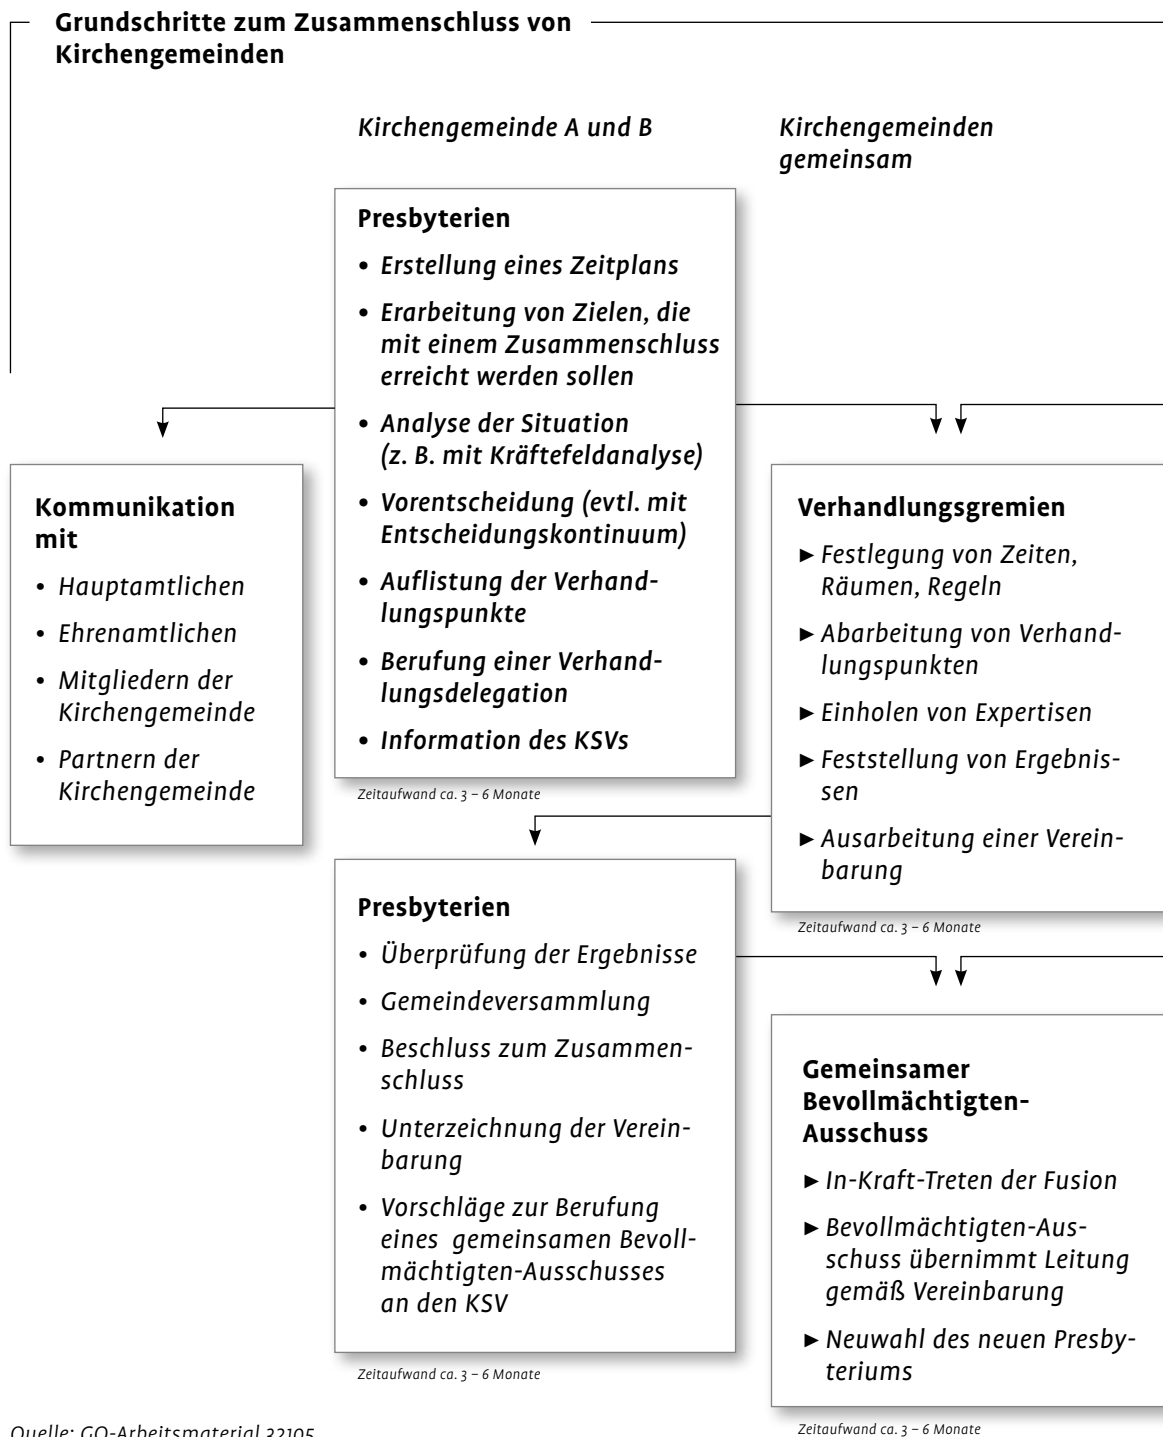 Grundschritte zum Zusammenschluss von
Kirchengemeinden
Kirchengemeinde A und B
Kirchengemeinden
gemeinsam
Presbyterien
• Erstellung eines Zeitplans
• Erarbeitung von Zielen, die
mit einem Zusammenschluss
erreicht werden sollen
• Analyse der Situation
(z. B. mit Kräftefeldanalyse)
• Vorentscheidung (evtl. mit
Entscheidungskontinuum)
• Auflistung der Verhand-
lungspunkte
• Berufung einer Verhand-
lungsdelegation
• Information des KSVs
Zeitaufwand ca. 3 – 6 Monate
Kommunikation
mit
• Hauptamtlichen
• Ehrenamtlichen
• Mitgliedern der
Kirchengemeinde
• Partnern der
Kirchengemeinde
Verhandlungsgremien
► Festlegung von Zeiten,
Räumen, Regeln
► Abarbeitung von Verhand-
lungspunkten
► Einholen von Expertisen
► Feststellung von Ergebnis-
sen
► Ausarbeitung einer Verein-
barung
Zeitaufwand ca. 3 – 6 Monate
Presbyterien
• Überprüfung der Ergebnisse
• Gemeindeversammlung
• Beschluss zum Zusammen-
schluss
• Unterzeichnung der Verein-
barung
• Vorschläge zur Berufung
eines gemeinsamen Bevoll-
mächtigten-Ausschusses
an den KSV
Zeitaufwand ca. 3 – 6 Monate
Gemeinsamer
Bevollmächtigten-
Ausschuss
► In-Kraft-Treten der Fusion
► Bevollmächtigten-Aus-
schuss übernimmt Leitung
gemäß Vereinbarung
► Neuwahl des neuen Presby-
teriums
Zeitaufwand ca. 3 – 6 Monate
Quelle: GO-Arbeitsmaterial 32105